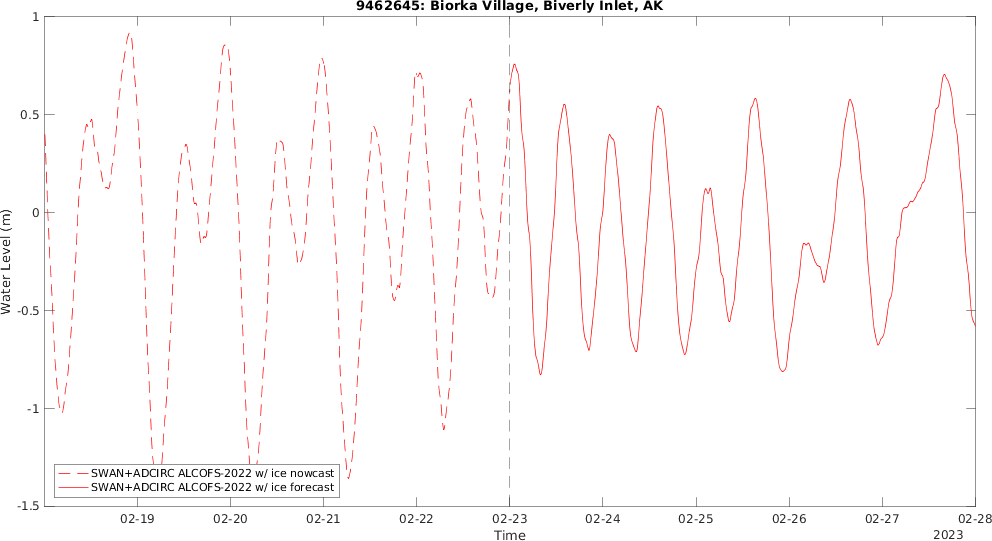 9462645: Biorka Village, Biverly Inlet, AK
Water Level (m)
1
0.5
0
-0.5
-1
-1.5
SWAN+ADCIRC ALCOFS-2022 w/ ice nowcast
SWAN+ADCIRC ALCOFS-2022 w/ ice forecast
02-19 02-20 02-21 02-22 02-23 02-24 02-25 02-26 02-27 02-28
Time
2023